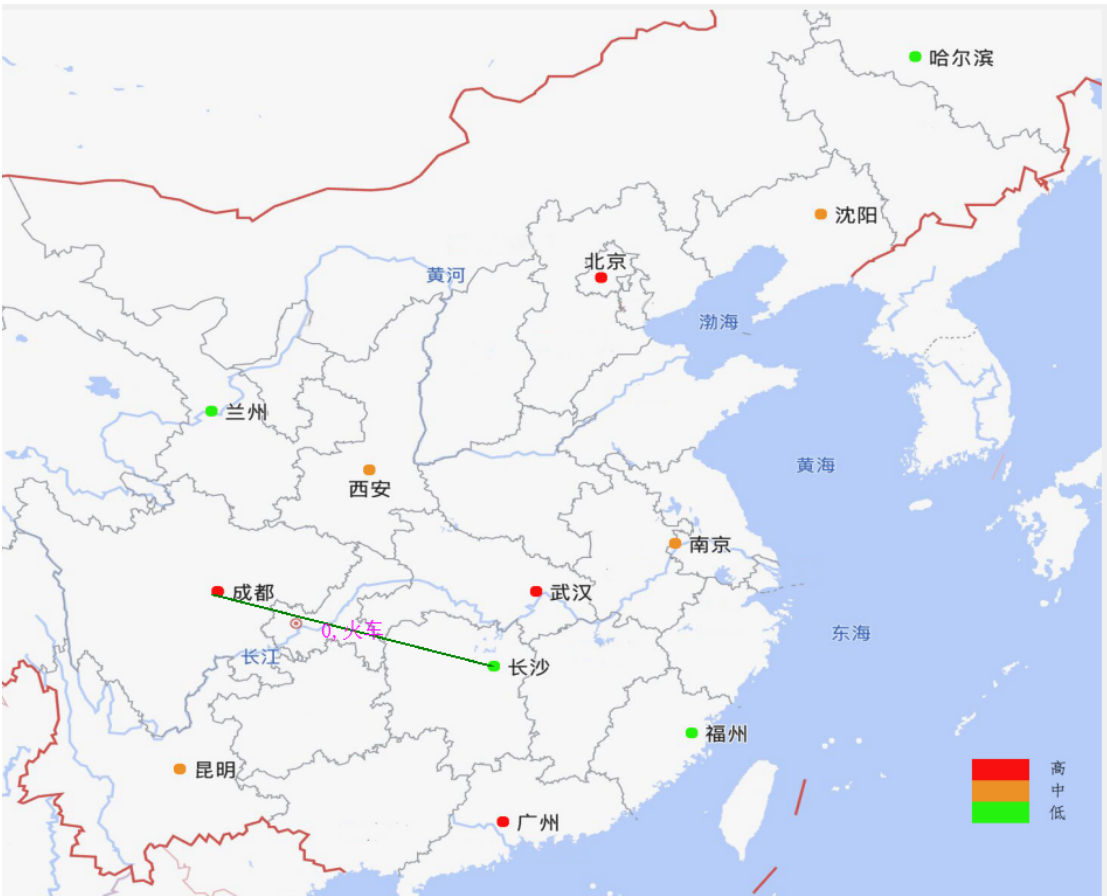 哈尔滨
沈阳
北京
黄河
渤海
兰州
黄海
西安
南京
成都
武汉
0,火车
东海
长江
长沙
福州
昆明
高
中
低
广州